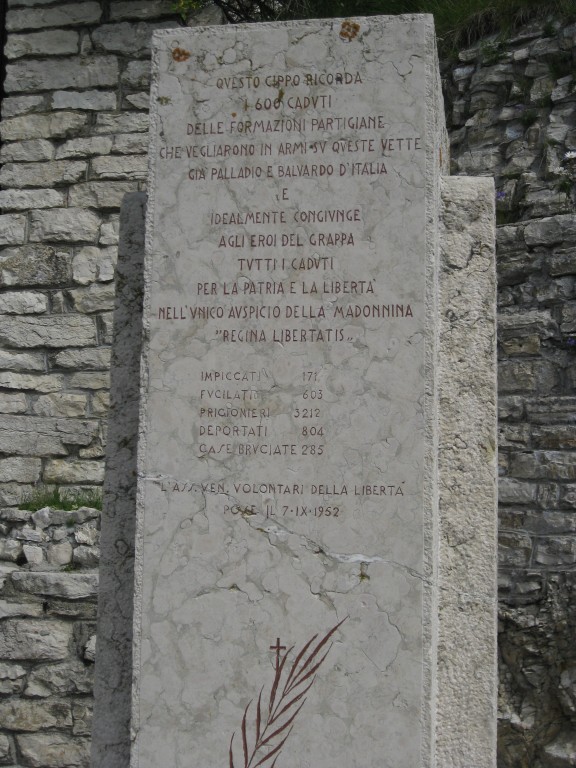 QVESTO CIPPO RICORDA
I 600 CADVTI
DELLE FORMAZIONI PARTIGIANE
CHE VEGLIARONO IN ARMI SV QVESTE VETTE
GIA PALLADIO E BALVARDO D'ITALIA
E
IDEALMENTE CONGIVNGE
AGLI EROI DEL GRAPPA
TVTTI I CADVTI
PER LA PATRIA E LA LIBERTA'
NELL'VNICO AVSPICIO DELLA MADONNINA
"REGINA LIBERTATIS„
IMPICCATI 171
FVCILATI 603
PRIGIONIERI 3212
DEPORTATI 804
CASE BRVCIATE 285
L'ASS. VEN. VOLONTARI DELLA LIBERTA'
POSE IL 7-IX-1952